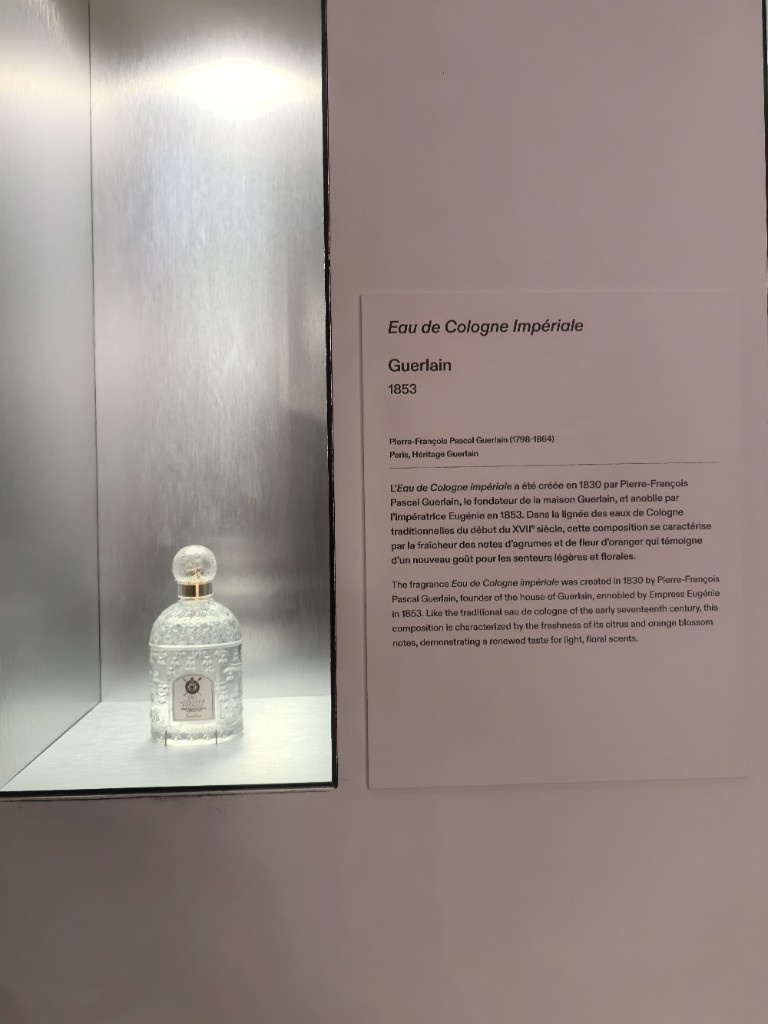 Eau de Cologne Impériale
Guerlain
1853
Pierre-François Pascal Guerlain (1798-1864)
Paris, Héritage Guerlain
L'Eau de Cologne impériale a été créée en 1830 par Pierre-François
Pascal Guerlain, le fondateur de la maison Guerlain, et anoblie par
l'impératrice Eugénie en 1853. Dans la lignée des eaux de Cologne
traditionnelles du début du XVIIe siècle, cette composition se caractérise
par la fraîcheur des notes d'agrumes et de fleur d'oranger qui témoigne
d'un nouveau goût pour les senteurs légères et florales.
The fragrance Eau de Cologne impériale was created in 1830 by Pierre-François
Pascal Guerlain, founder of the house of Guerlain, ennobled by Empress Eugénie
in 1853. Like the traditional eau de cologne of the early seventeenth century, this
composition is characterized by the freshness of its citrus and orange blossom
notes, demonstrating a renewed taste for light, floral scents.